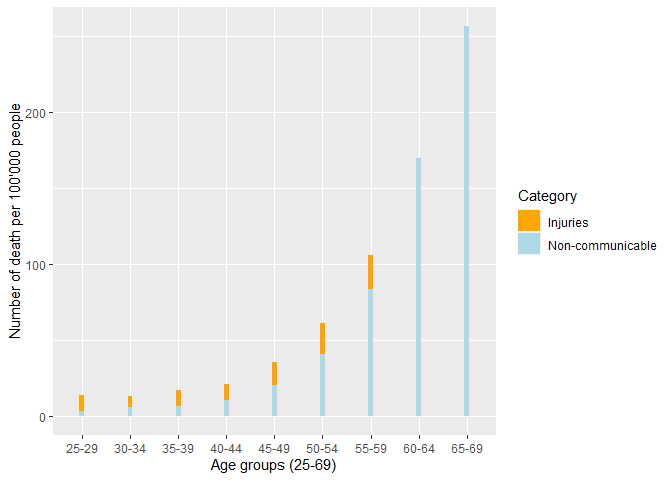 Number of death per 100'000 people
200
100
0
25-29 30-34 35-39 40-44 45-49 50-54 55-59 60-64 65-69
Age groups (25-69)
Category
Injuries
Non-communicable